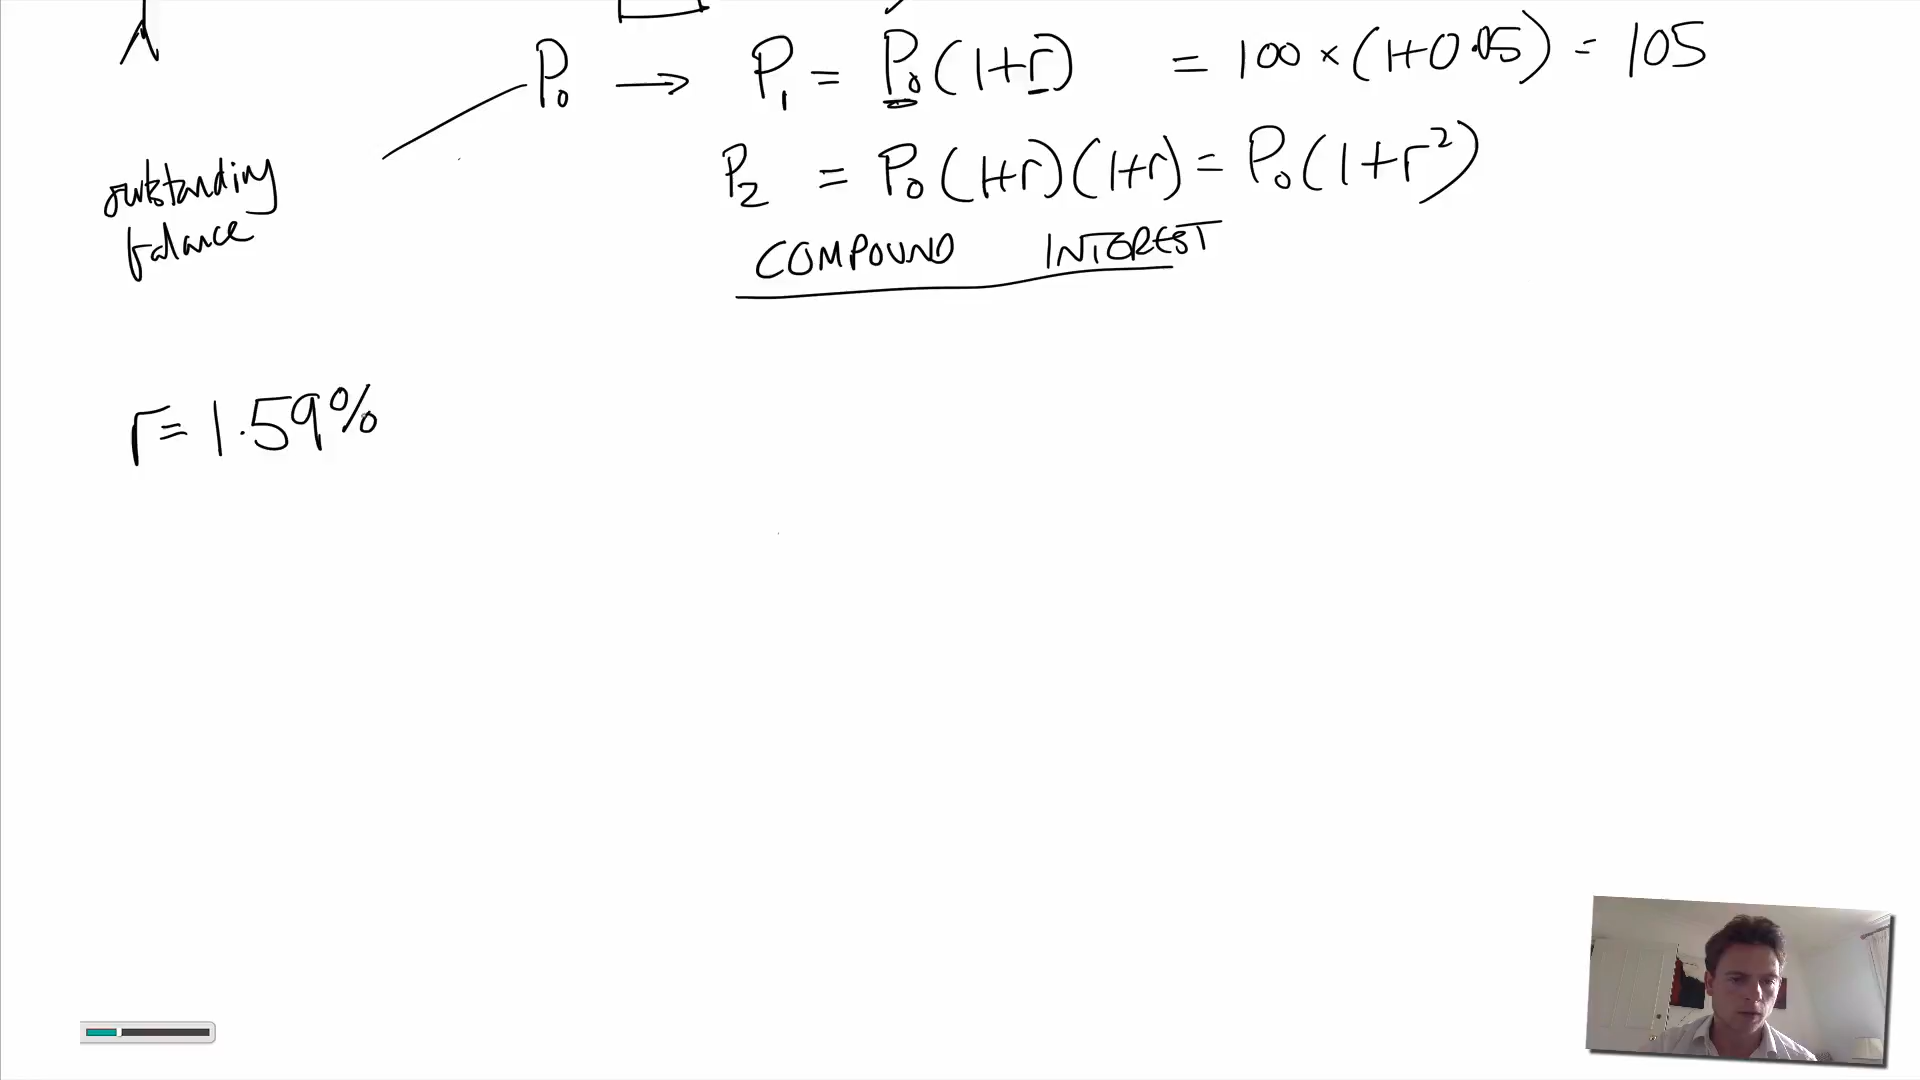 P₀ → P₁ = P₀(1+r) = 100 × (1+0.05) = 105
P₂ = P₀(1+r)(1+r) = P₀(1+r²)
outstanding
balance
COMPOUND INTEREST
r = 1.59%